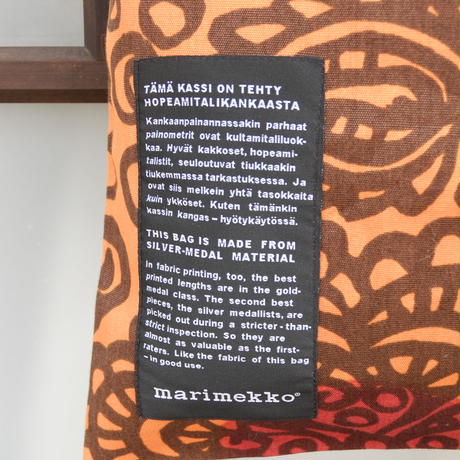 TÄMÄ KASSI ON TEHTY
HOPEAMITALIKANKAASTA
Kankaanpainannassakin parhaat
painometrit ovat kultamitaliluok-
kaa. Hyvät kakkoset, hopeami-
talistit, seuloutuvat tiukkaakin
tiukemmassa tarkastuksessa. Ja
ovat siis melkein yhtä tasokkaita
kuin ykköset. Kuten tämänkin
kassin kangas – hyötykäytössä.
THIS BAG IS MADE FROM
SILVER-MEDAL MATERIAL
In fabric printing, too, the best
printed lengths are in the gold-
medal class. The second best
pieces, the silver medallists, are
picked out during a stricter-than-
strict inspection. So they are
almost as valuable as the first-
raters. Like the fabric of this bag
– in good use.
marimekko®